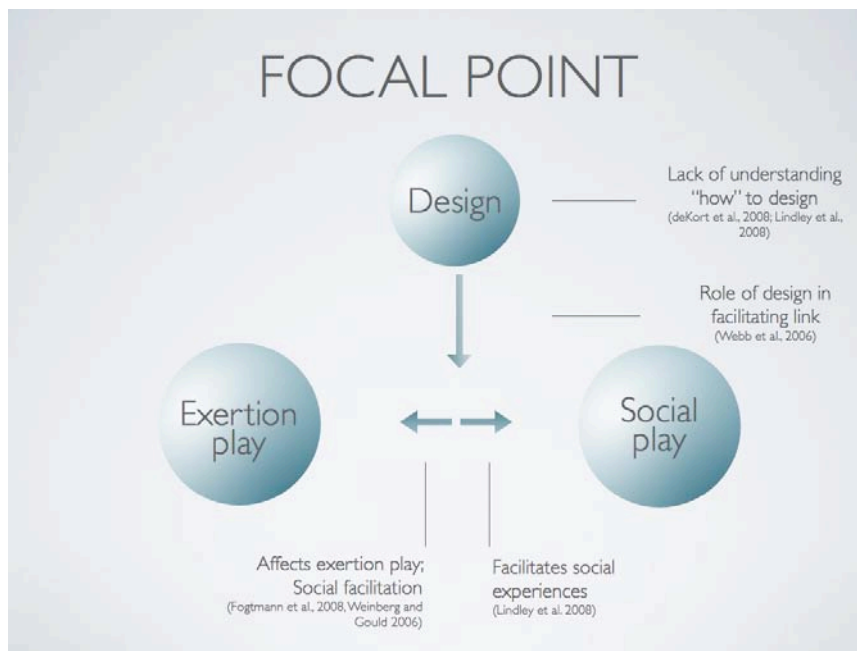 FOCAL POINT
Design
Lack of understanding
"how" to design
(deKort et al., 2008; Lindley et al.,
2008)
Role of design in
facilitating link
(Webb et al., 2006)
Exertion
play
Social
play
Affects exertion play;
Social facilitation
(Fogtmann et al., 2008, Weinberg and
Gould 2006)
Facilitates social
experiences
(Lindley et al. 2008)